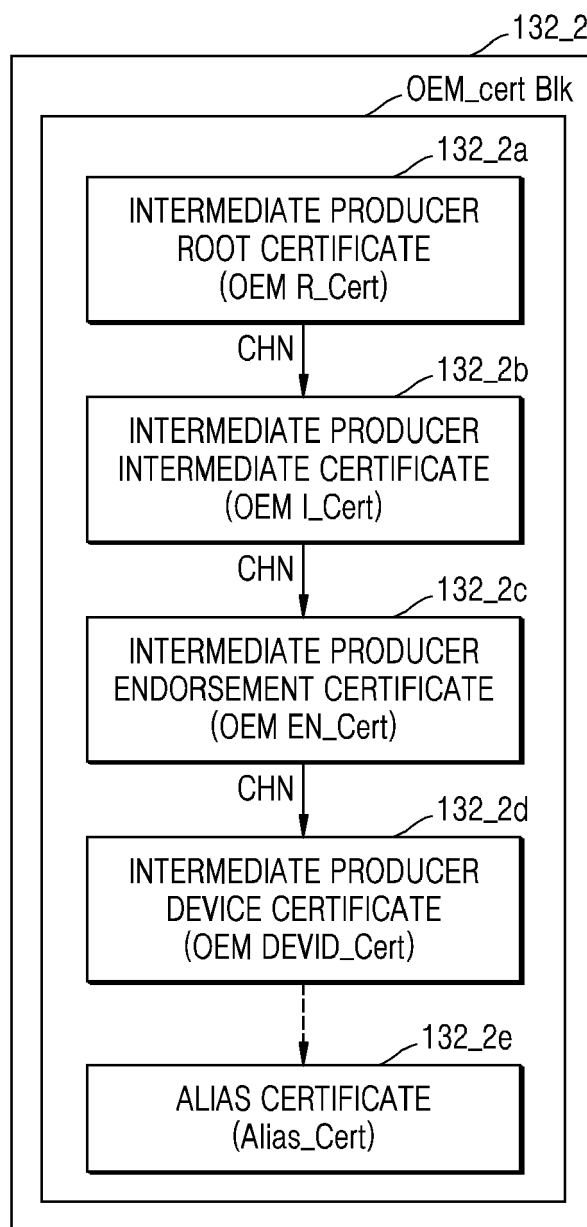 132_2
OEM_cert Blk
132_2a
INTERMEDIATE PRODUCER
ROOT CERTIFICATE
(OEM R_Cert)
CHN
132_2b
INTERMEDIATE PRODUCER
INTERMEDIATE CERTIFICATE
(OEM I_Cert)
CHN
132_2c
INTERMEDIATE PRODUCER
ENDORSEMENT CERTIFICATE
(OEM EN_Cert)
CHN
132_2d
INTERMEDIATE PRODUCER
DEVICE CERTIFICATE
(OEM DEVID_Cert)
132_2e
ALIAS CERTIFICATE
(Alias_Cert)